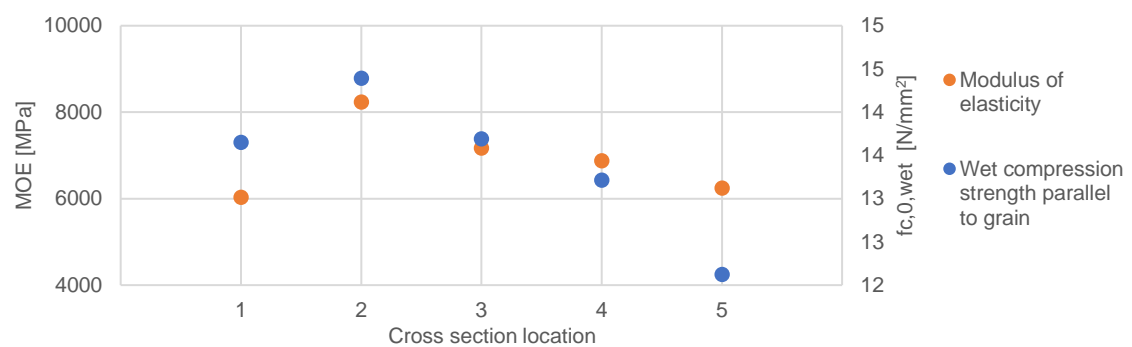 10000
8000
6000
4000
MOE [MPa]
15
15
14
14
13
13
12
fc,0,wet [N/mm²]
1 2 3 4 5
Cross section location
Modulus of
elasticity
Wet compression
strength parallel
to grain